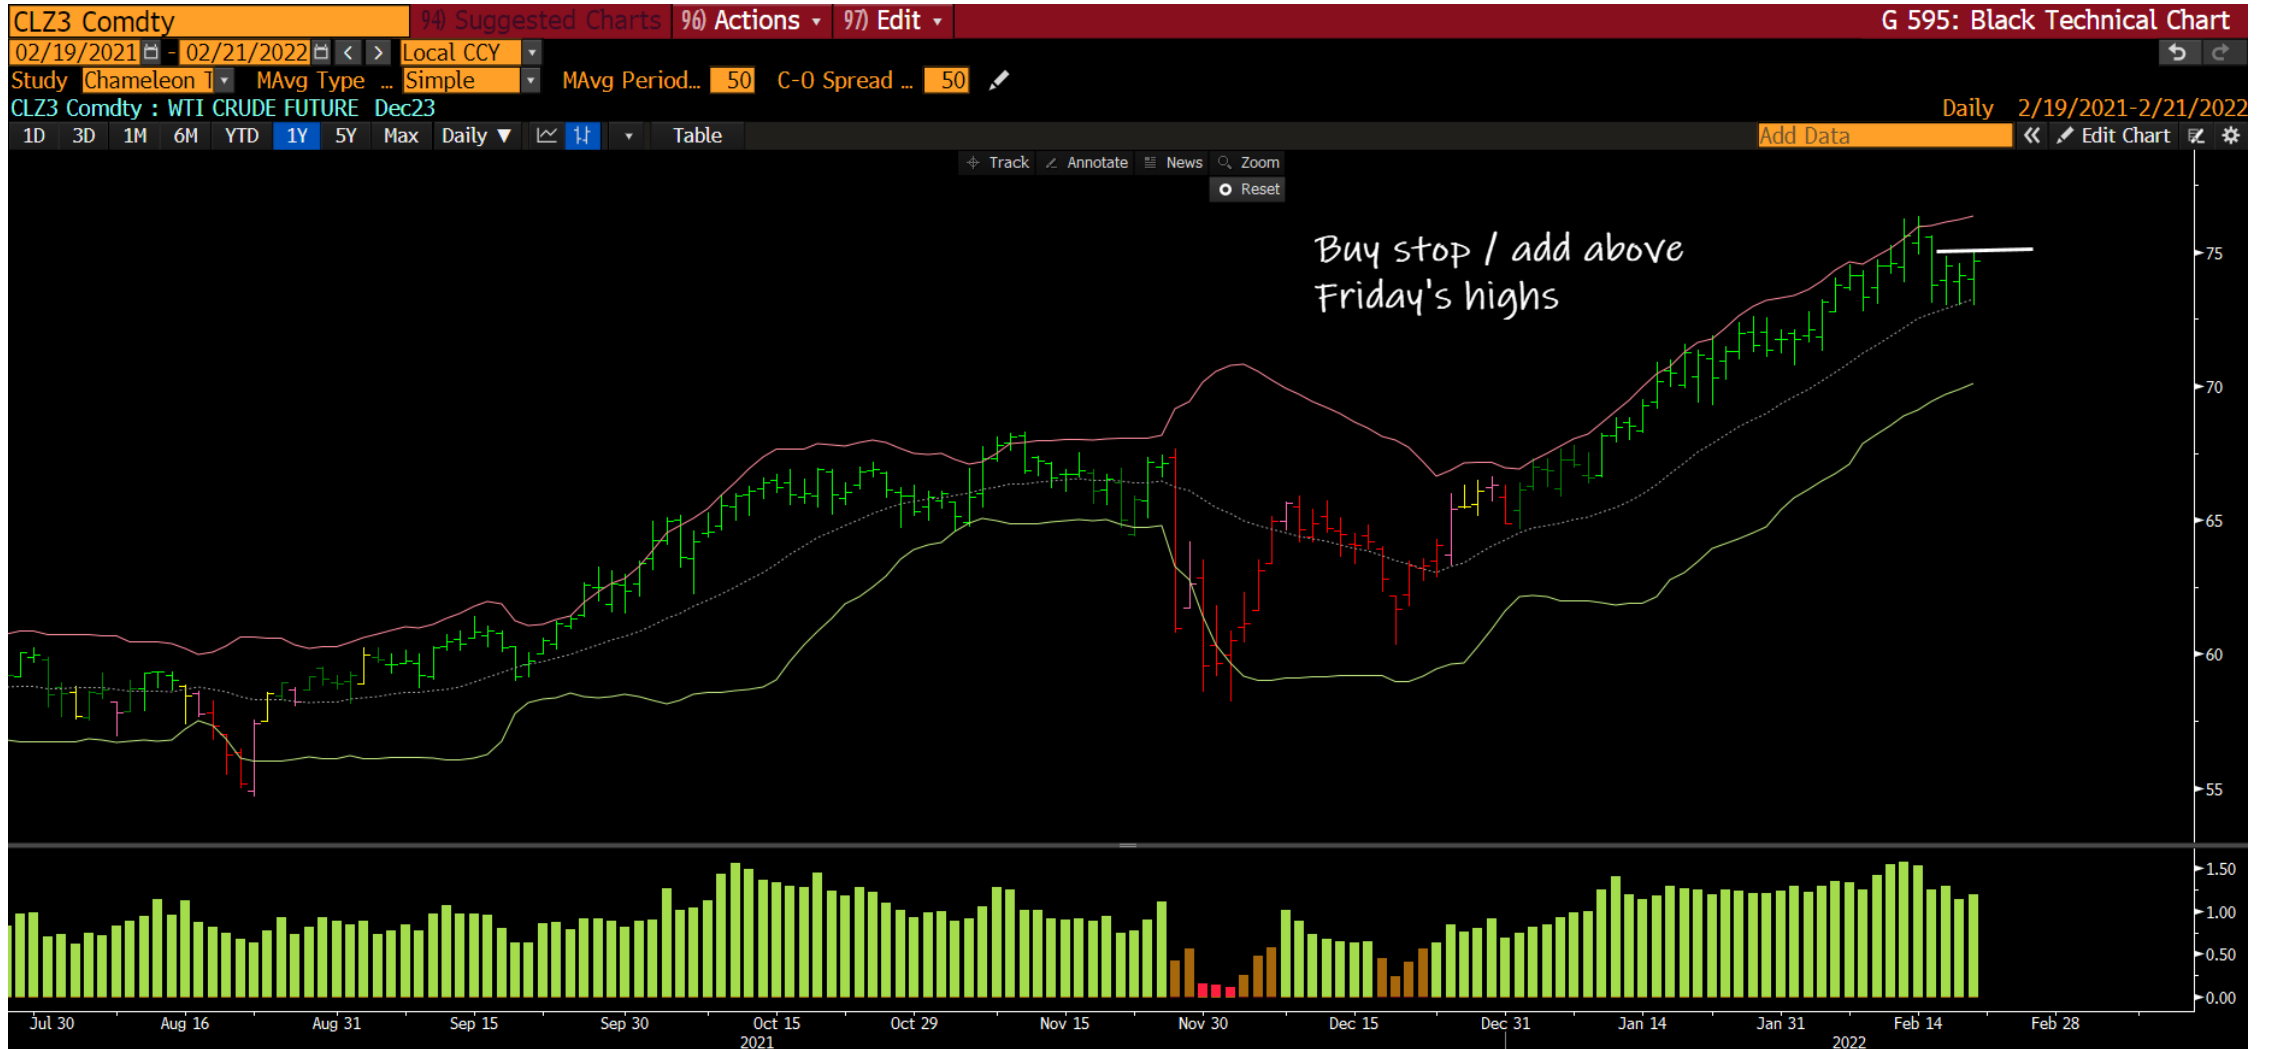 CLZ3 Comdty 94) Suggested Charts 96) Actions 97) Edit G 595: Black Technical Chart
02/19/2021 - 02/21/2022 < > Local CCY
Study Chameleon T MAvg Type ... Simple MAvg Period... 50 C-O Spread ... 50
CLZ3 Comdty : WTI CRUDE FUTURE Dec23 Daily 2/19/2021-2/21/2022
1D 3D 1M 6M YTD 1Y 5Y Max Daily ▼ Table Add Data « Edit Chart
Track Annotate News Zoom
Reset
Buy stop / add above
Friday's highs
75
70
65
60
55
1.50
1.00
0.50
0.00
Jul 30 Aug 16 Aug 31 Sep 15 Sep 30 Oct 15 Oct 29 Nov 15 Nov 30 Dec 15 Dec 31 Jan 14 Jan 31 Feb 14 Feb 28
2021 2022